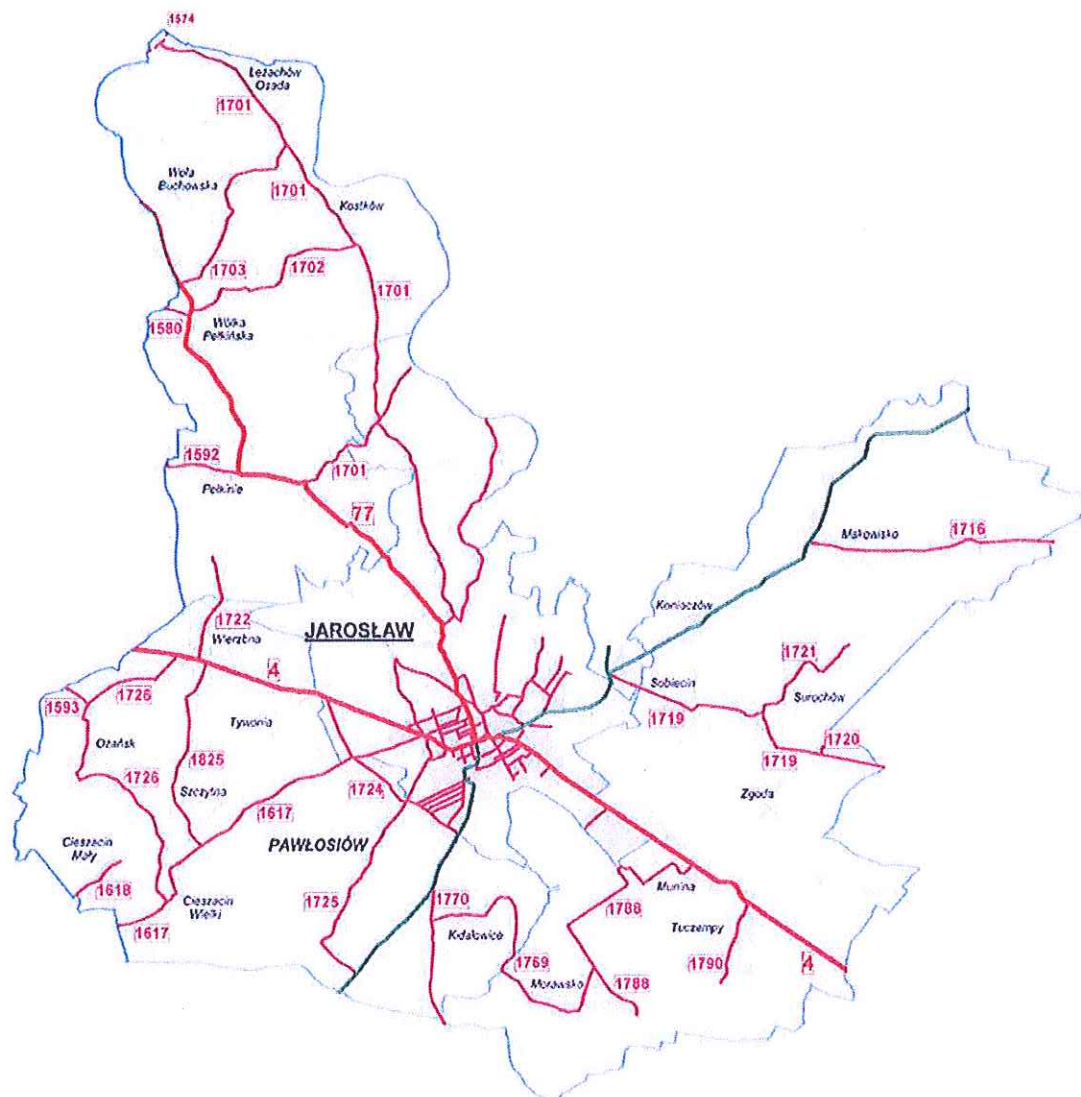 1574
Leżachów
Osada
1701
Wola
Buchowska
1701
Kostków
1703
1702
1701
1580
Wólka
Pełkińska
1592
1701
Pełkinie
77
Makowisko
1716
Koniaczów
1722
Wierzbna
JAROSŁAW
1721
4
Sobiecin
Surochów
1726
1593
1719
Tywonia
Ożańsk
1720
1825
1719
1726
1724
Zgoda
Szczytna
1617
PAWŁOSIÓW
Cieszacin
Mały
1618
Munina
1770
Cieszacin
Wielki
1725
1788
Tuczempy
1617
Kidałowice
1769
1790
4
Morawsko
1788